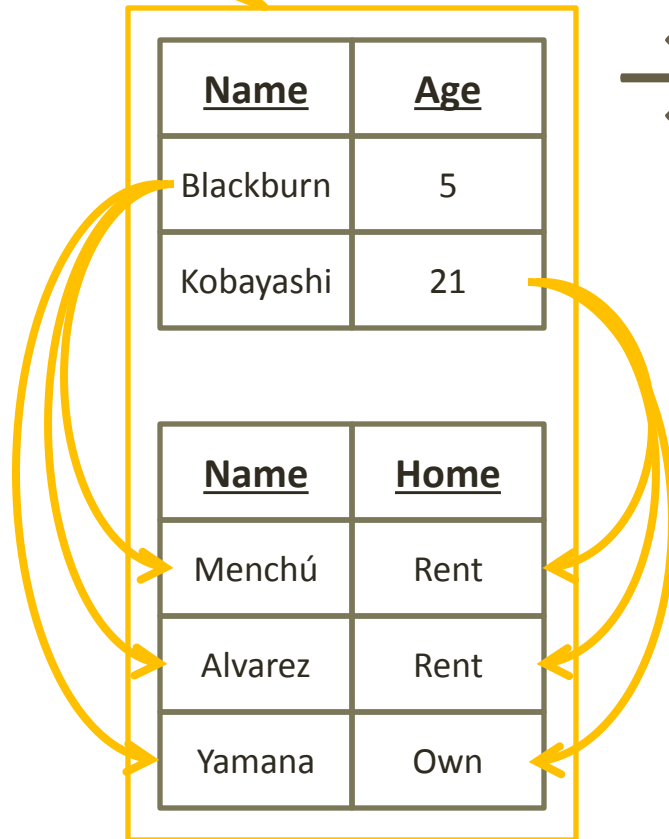 Name Age
Blackburn 5
Kobayashi 21
Name Home
Menchú Rent
Alvarez Rent
Yamana Own